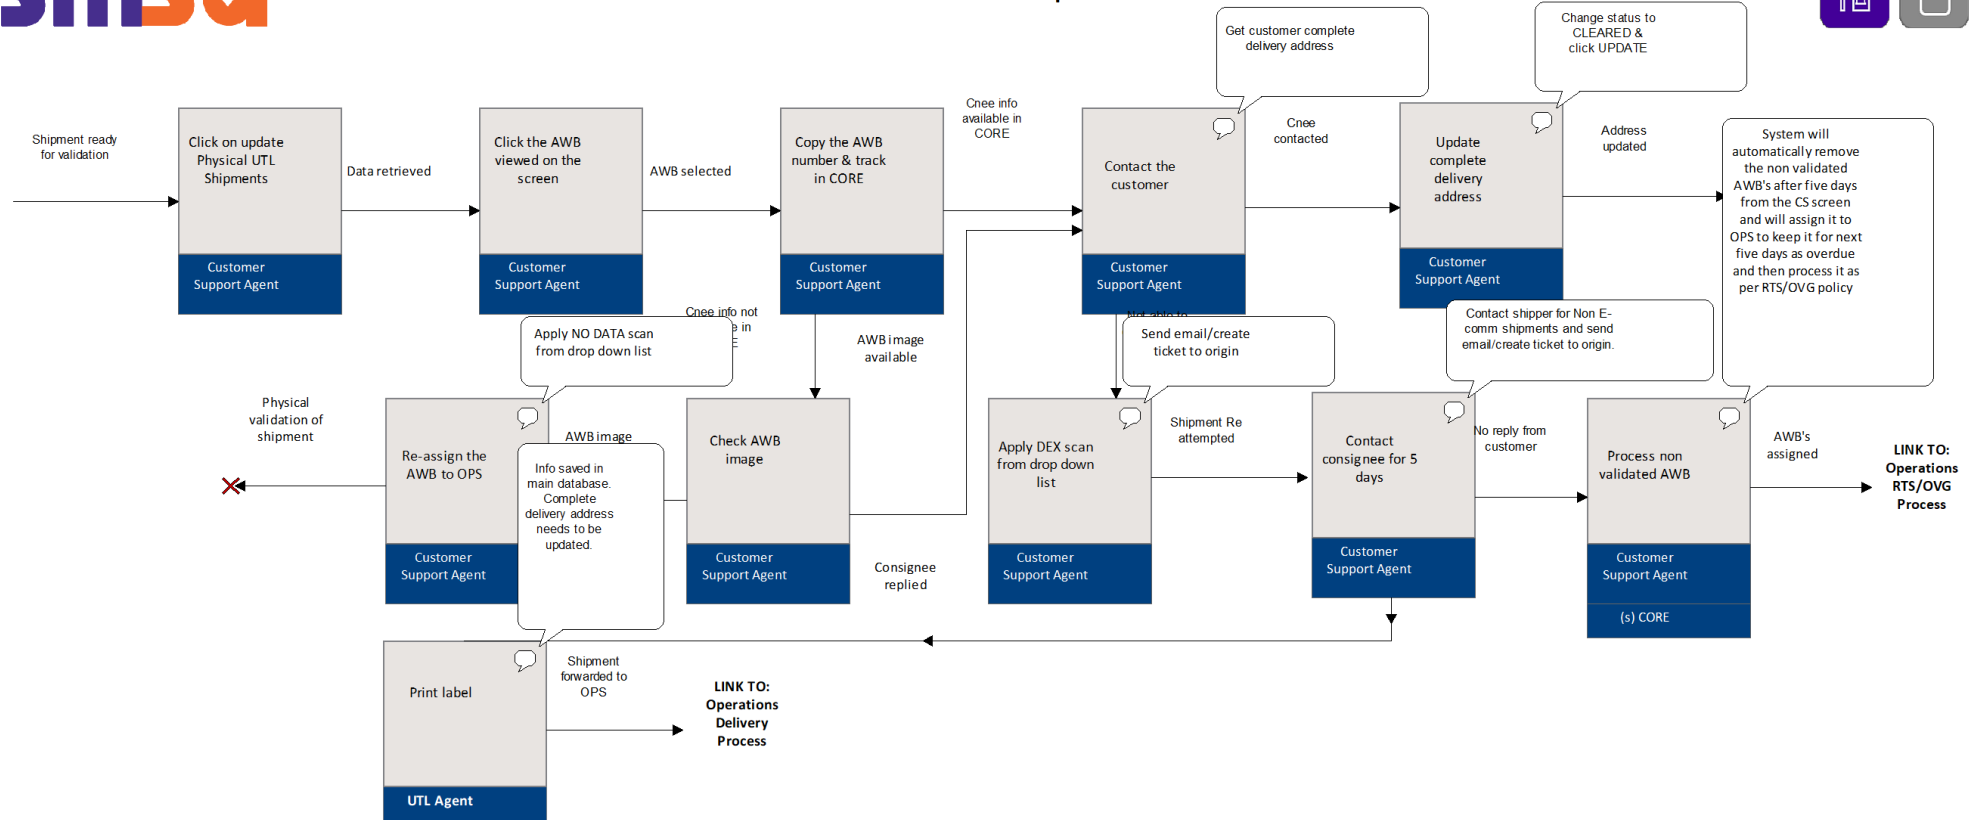 Get customer complete
delivery address
Change status to
CLEARED &
click UPDATE
Shipment ready
for validation
Click on update
Physical UTL
Shipments
Customer
Support Agent
Data retrieved
Click the AWB
viewed on the
screen
Customer
Support Agent
AWB selected
Copy the AWB
number & track
in CORE
Customer
Support Agent
Cnee info
available in
CORE
Contact the
customer
Customer
Support Agent
Cnee
contacted
Update
complete
delivery
address
Customer
Support Agent
Address
updated
System will
automatically remove
the non validated
AWB's after five days
from the CS screen
and will assign it to
OPS to keep it for next
five days as overdue
and then process it as
per RTS/OVG policy
Cnee info not
in
Apply NO DATA scan
from drop down list
AWB image
available
Send email/create
ticket to origin
Contact shipper for Non E-
comm shipments and send
email/create ticket to origin.
Physical
validation of
shipment
Re-assign the
AWB to OPS
Customer
Support Agent
AWB image
Info saved in
main database.
Complete
delivery address
needs to be
updated.
Check AWB
image
Customer
Support Agent
Consignee
replied
Apply DEX scan
from drop down
list
Customer
Support Agent
Shipment Re
attempted
Contact
consignee for 5
days
Customer
Support Agent
No reply from
customer
Process non
validated AWB
Customer
Support Agent
(s) CORE
AWB's
assigned
LINK TO:
Operations
RTS/OVG
Process
Print label
UTL Agent
Shipment
forwarded to
OPS
LINK TO:
Operations
Delivery
Process